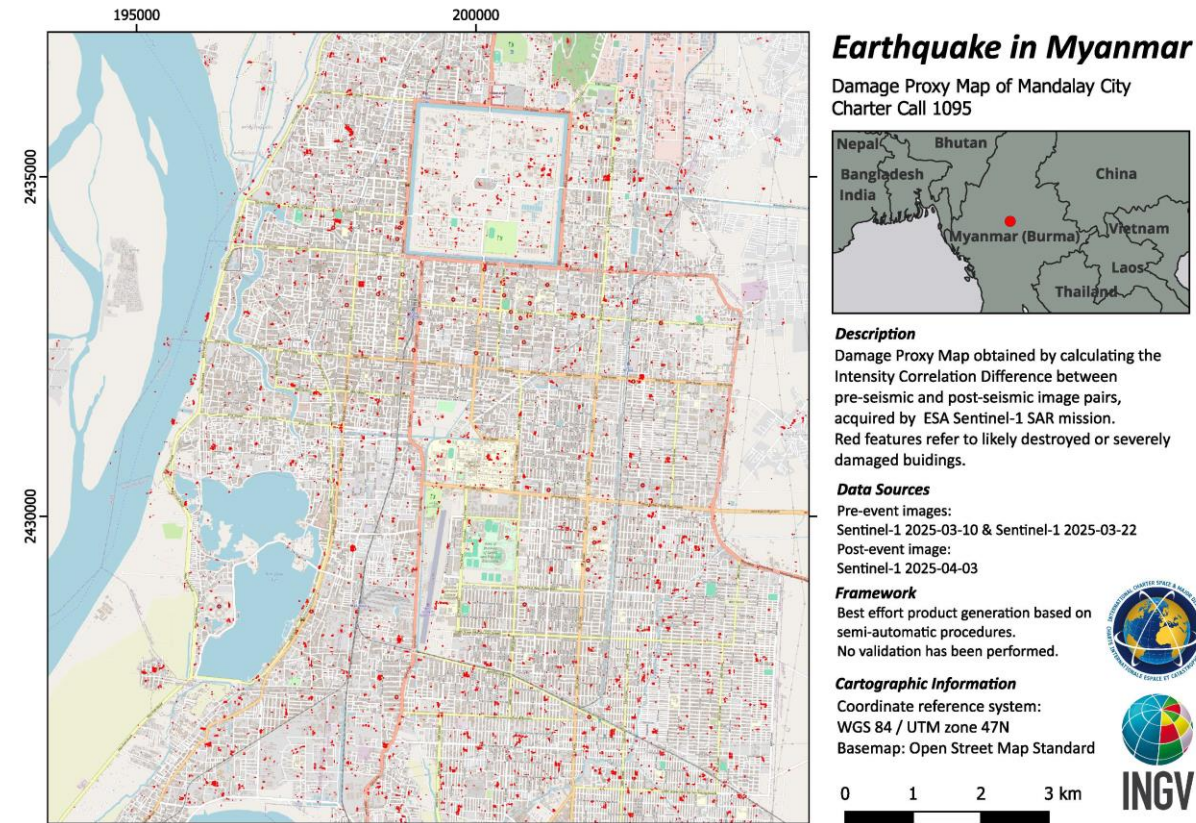 195000
200000
2435000
2430000
Earthquake in Myanmar
Damage Proxy Map of Mandalay City
Charter Call 1095
Nepal
Bhutan
China
Bangladesh
India
Myanmar (Burma)
Vietnam
Laos
Thailand
Description
Damage Proxy Map obtained by calculating the
Intensity Correlation Difference between
pre-seismic and post-seismic image pairs,
acquired by ESA Sentinel-1 SAR mission.
Red features refer to likely destroyed or severely
damaged buidings.
Data Sources
Pre-event images:
Sentinel-1 2025-03-10 & Sentinel-1 2025-03-22
Post-event image:
Sentinel-1 2025-04-03
Framework
Best effort product generation based on
semi-automatic procedures.
No validation has been performed.
Cartographic Information
Coordinate reference system:
WGS 84 / UTM zone 47N
Basemap: Open Street Map Standard
0 1 2 3 km
INGV